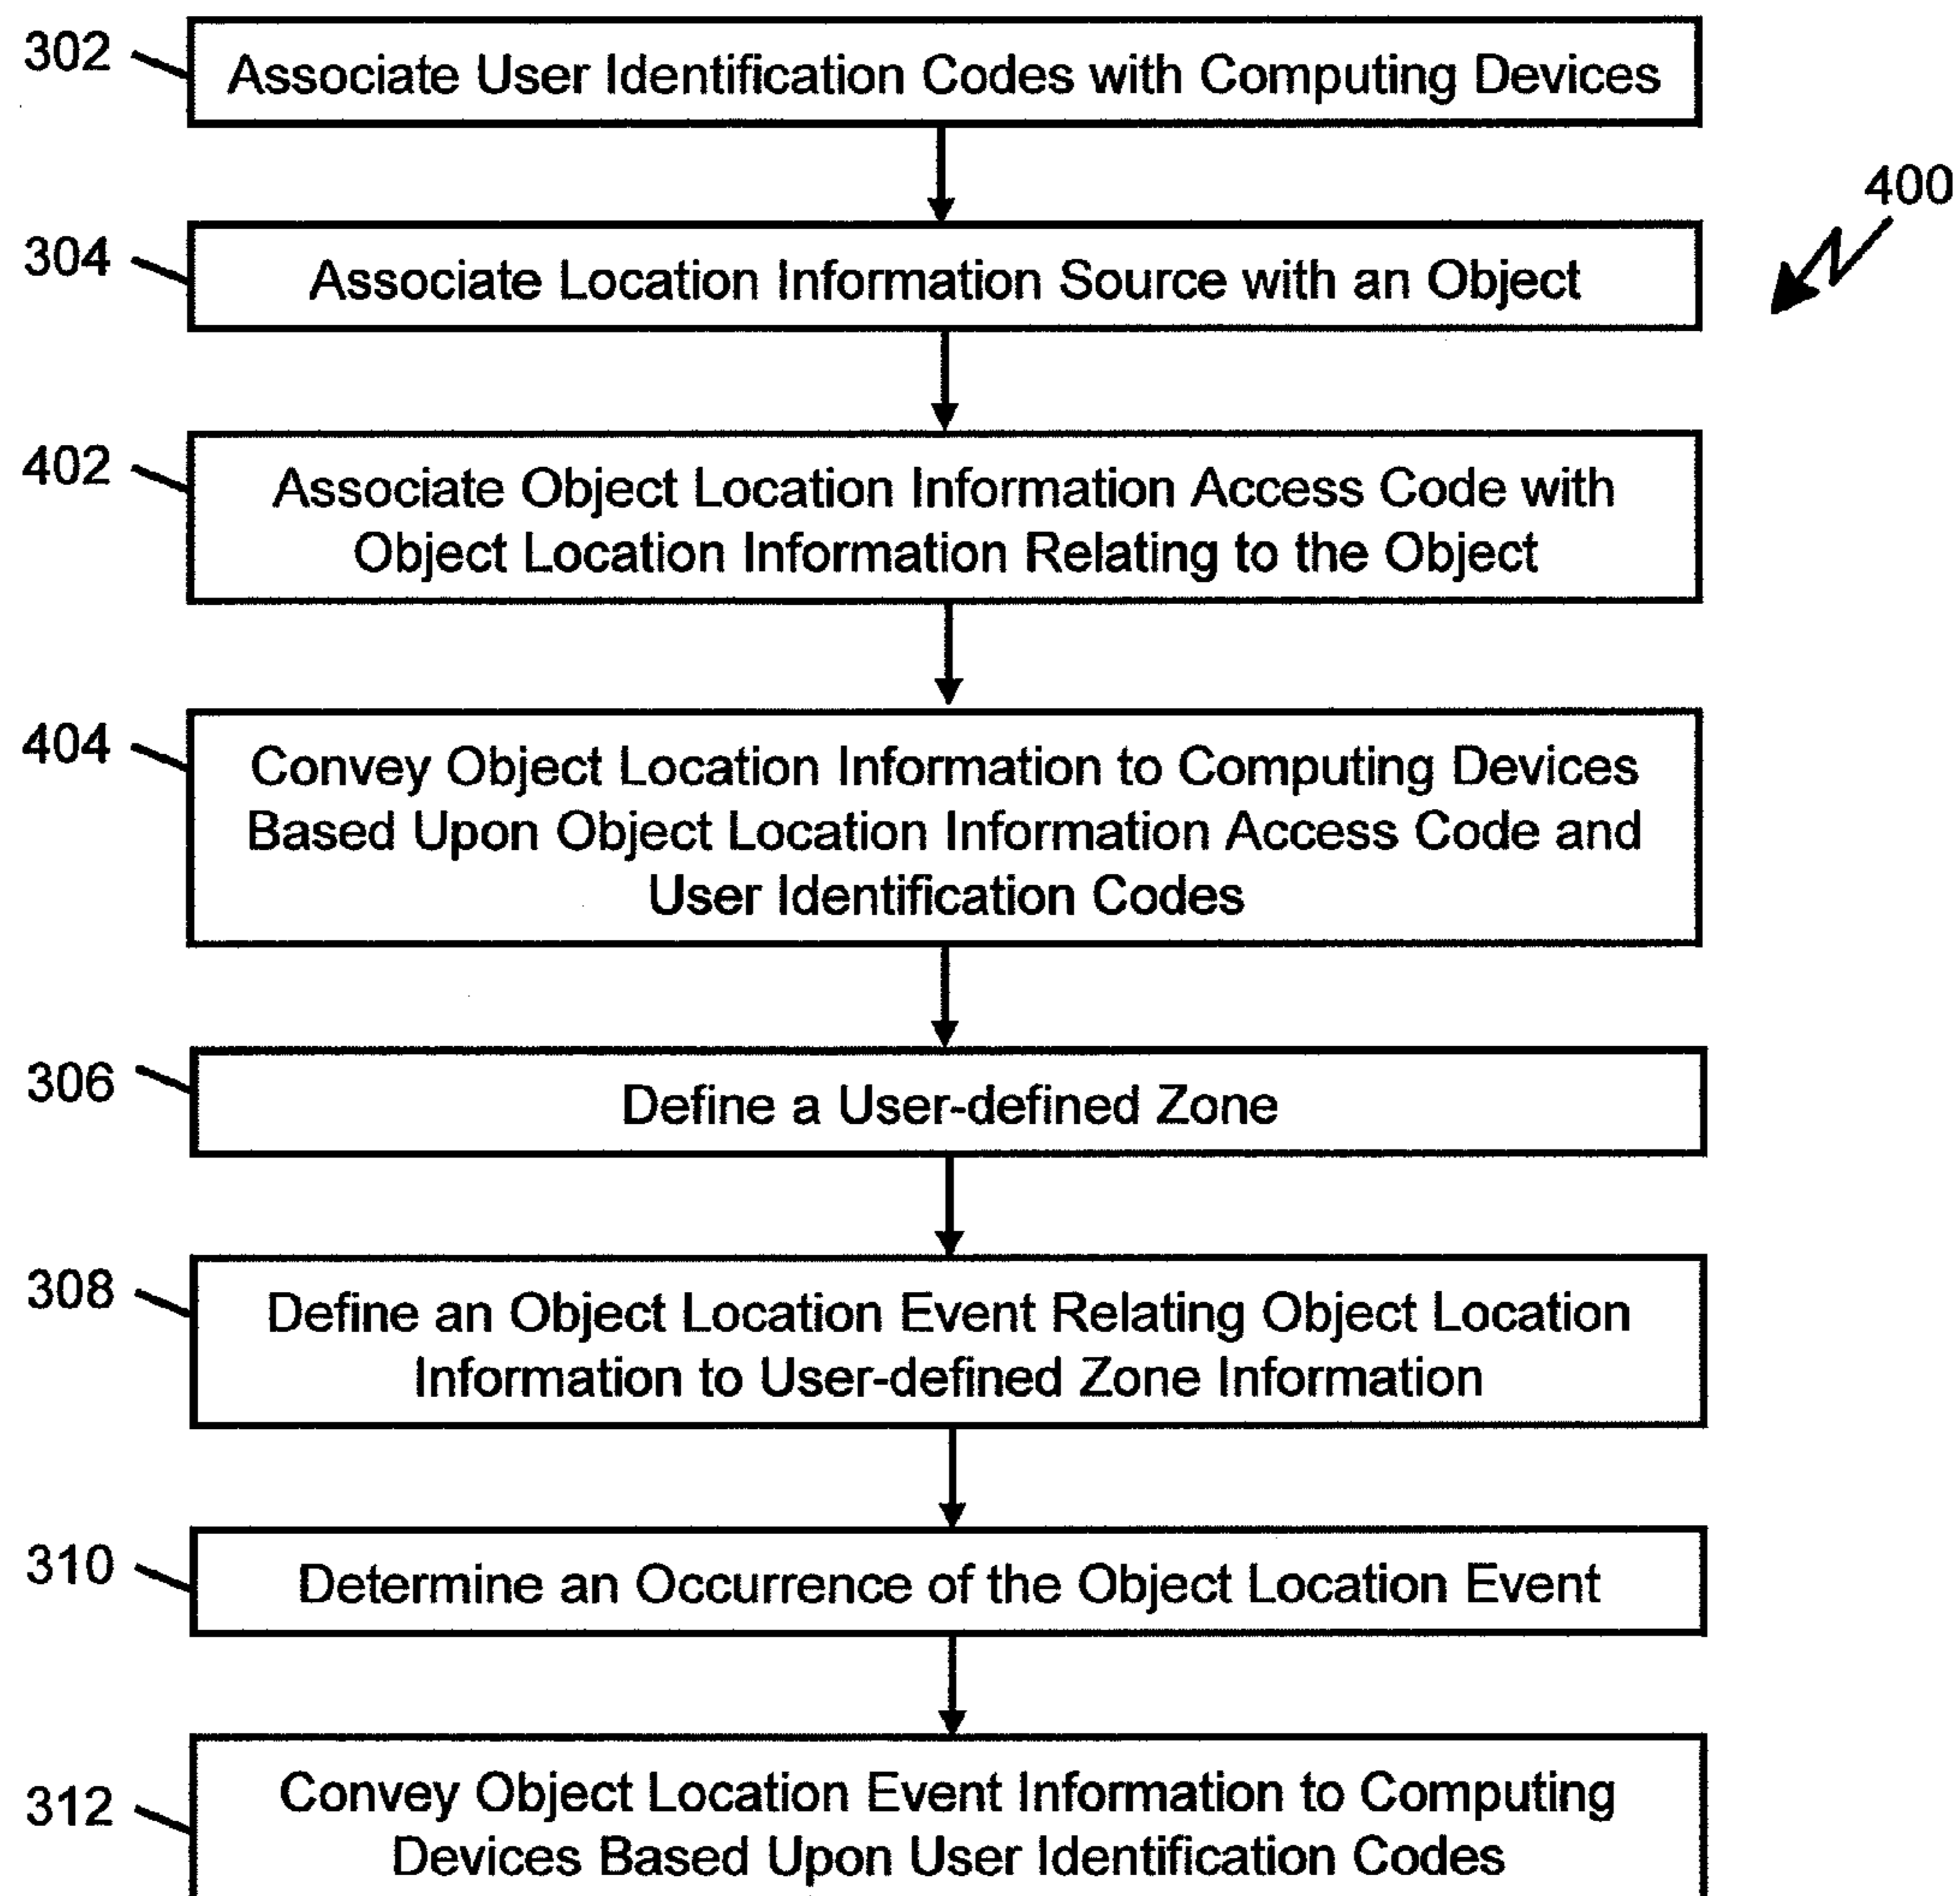 302
Associate User Identification Codes with Computing Devices
400
304
Associate Location Information Source with an Object
402
Associate Object Location Information Access Code with
Object Location Information Relating to the Object
404
Convey Object Location Information to Computing Devices
Based Upon Object Location Information Access Code and
User Identification Codes
306
Define a User-defined Zone
308
Define an Object Location Event Relating Object Location
Information to User-defined Zone Information
310
Determine an Occurrence of the Object Location Event
312
Convey Object Location Event Information to Computing
Devices Based Upon User Identification Codes